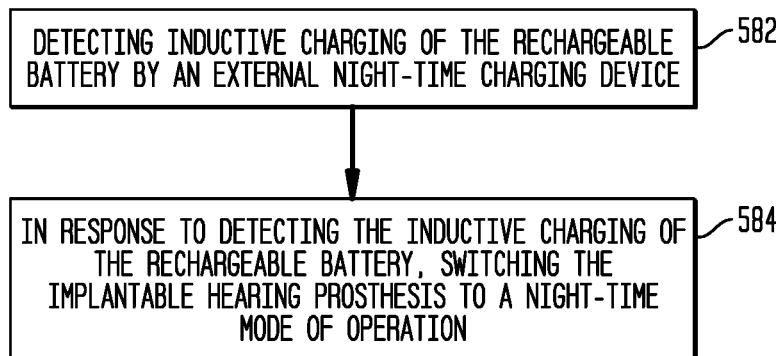 DETECTING INDUCTIVE CHARGING OF THE RECHARGEABLE
BATTERY BY AN EXTERNAL NIGHT-TIME CHARGING DEVICE
582
IN RESPONSE TO DETECTING THE INDUCTIVE CHARGING OF
THE RECHARGEABLE BATTERY, SWITCHING THE
IMPLANTABLE HEARING PROSTHESIS TO A NIGHT-TIME
MODE OF OPERATION
584